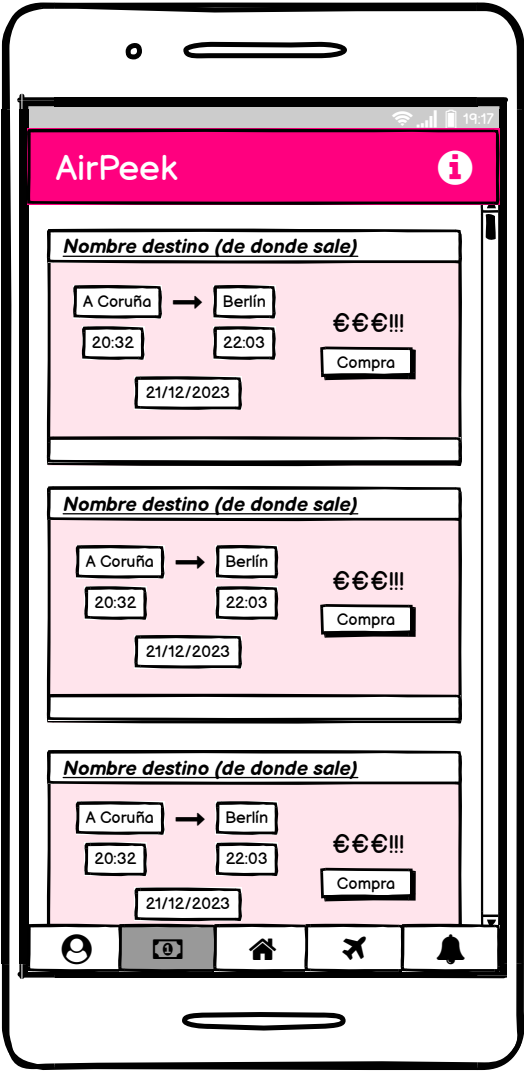 19:17
AirPeek
Nombre destino (de donde sale)
A Coruña Berlín
€€€!!!
20:32 22:03
Compra
21/12/2023
Nombre destino (de donde sale)
A Coruña Berlín
€€€!!!
20:32 22:03
Compra
21/12/2023
Nombre destino (de donde sale)
A Coruña Berlín
€€€!!!
20:32 22:03
Compra
21/12/2023